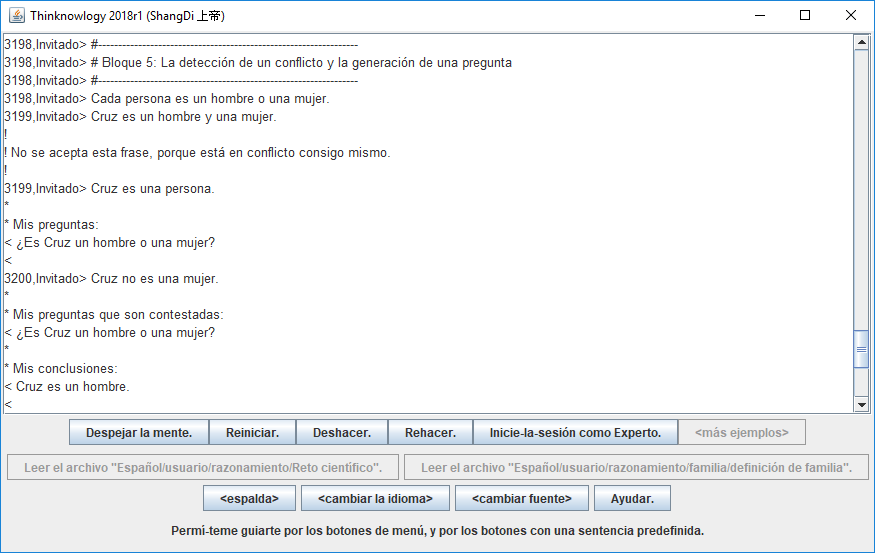 Thinknowlogy 2018r1 (ShangDi 上帝)
3198,Invitado> #-----------------------------------------------------------------
3198,Invitado> # Bloque 5: La detección de un conflicto y la generación de una pregunta
3198,Invitado> #-----------------------------------------------------------------
3198,Invitado> Cada persona es un hombre o una mujer.
3199,Invitado> Cruz es un hombre y una mujer.
!
! No se acepta esta frase, porque está en conflicto consigo mismo.
!
3199,Invitado> Cruz es una persona.
*
* Mis preguntas:
< ¿Es Cruz un hombre o una mujer?
<
3200,Invitado> Cruz no es una mujer.
*
* Mis preguntas que son contestadas:
< ¿Es Cruz un hombre o una mujer?
*
* Mis conclusiones:
< Cruz es un hombre.
<
Despejar la mente. Reiniciar. Deshacer. Rehacer. Inicie-la-sesión como Experto. <más ejemplos>
Leer el archivo "Español/usuario/razonamiento/Reto científico". Leer el archivo "Español/usuario/razonamiento/familia/definición de familia".
<espalda> <cambiar la idioma> <cambiar fuente> Ayudar.
Permí-teme guiarte por los botones de menú, y por los botones con una sentencia predefinida.